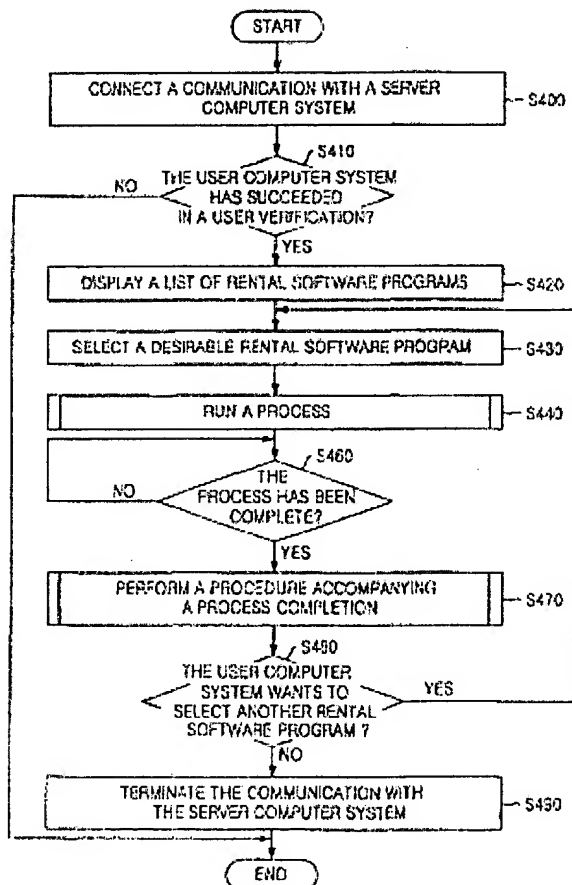 START
CONNECT A COMMUNICATION WITH A SERVER
COMPUTER SYSTEM
S400
S410
NO
THE USER COMPUTER SYSTEM
HAS SUCCEEDED
IN A USER VERIFICATION?
YES
DISPLAY A LIST OF RENTAL SOFTWARE PROGRAMS
S420
SELECT A DESIRABLE RENTAL SOFTWARE PROGRAM
S430
RUN A PROCESS
S440
S460
NO
THE
PROCESS HAS BEEN
COMPLETE?
YES
PERFORM A PROCEDURE ACCOMPANYING
A PROCESS COMPLETION
S470
S480
THE USER COMPUTER
SYSTEM WANTS TO
SELECT ANOTHER RENTAL
SOFTWARE PROGRAM ?
YES
NO
TERMINATE THE COMMUNICATION WITH
THE SERVER COMPUTER SYSTEM
S490
END